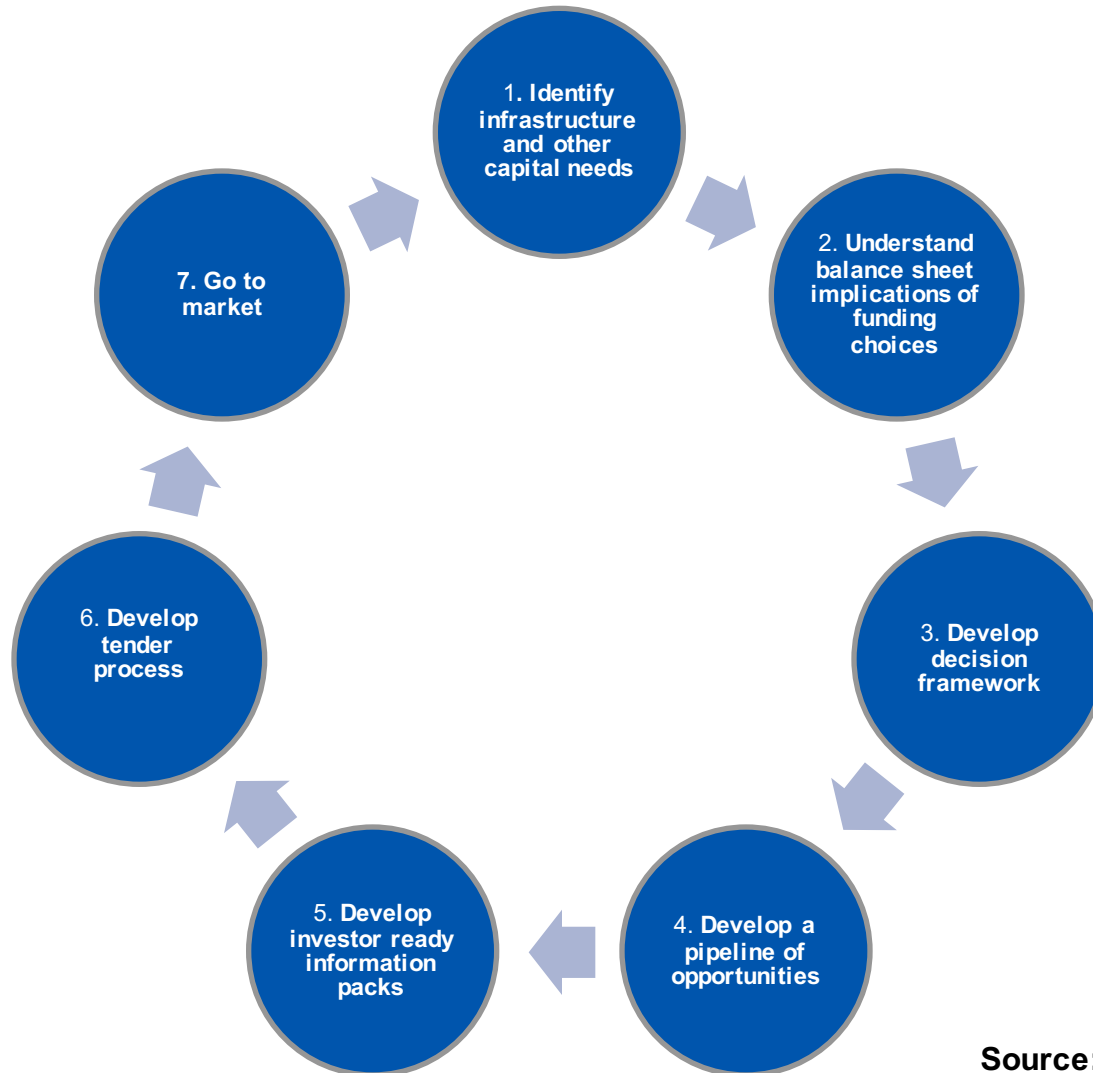 1. Identify
infrastructure
and other
capital needs
2. Understand
balance sheet
implications of
funding
choices
3. Develop
decision
framework
4. Develop a
pipeline of
opportunities
5. Develop
investor ready
information
packs
6. Develop
tender
process
7. Go to
market
Source: